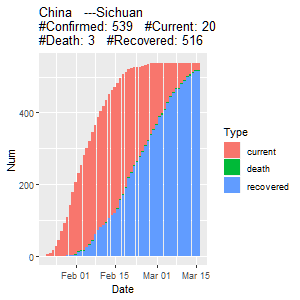 China   ---Sichuan
#Confirmed: 539   #Current: 20
#Death: 3   #Recovered: 516
Num
400
200
0
Feb 01
Feb 15
Mar 01
Mar 15
Date
Type
current
death
recovered